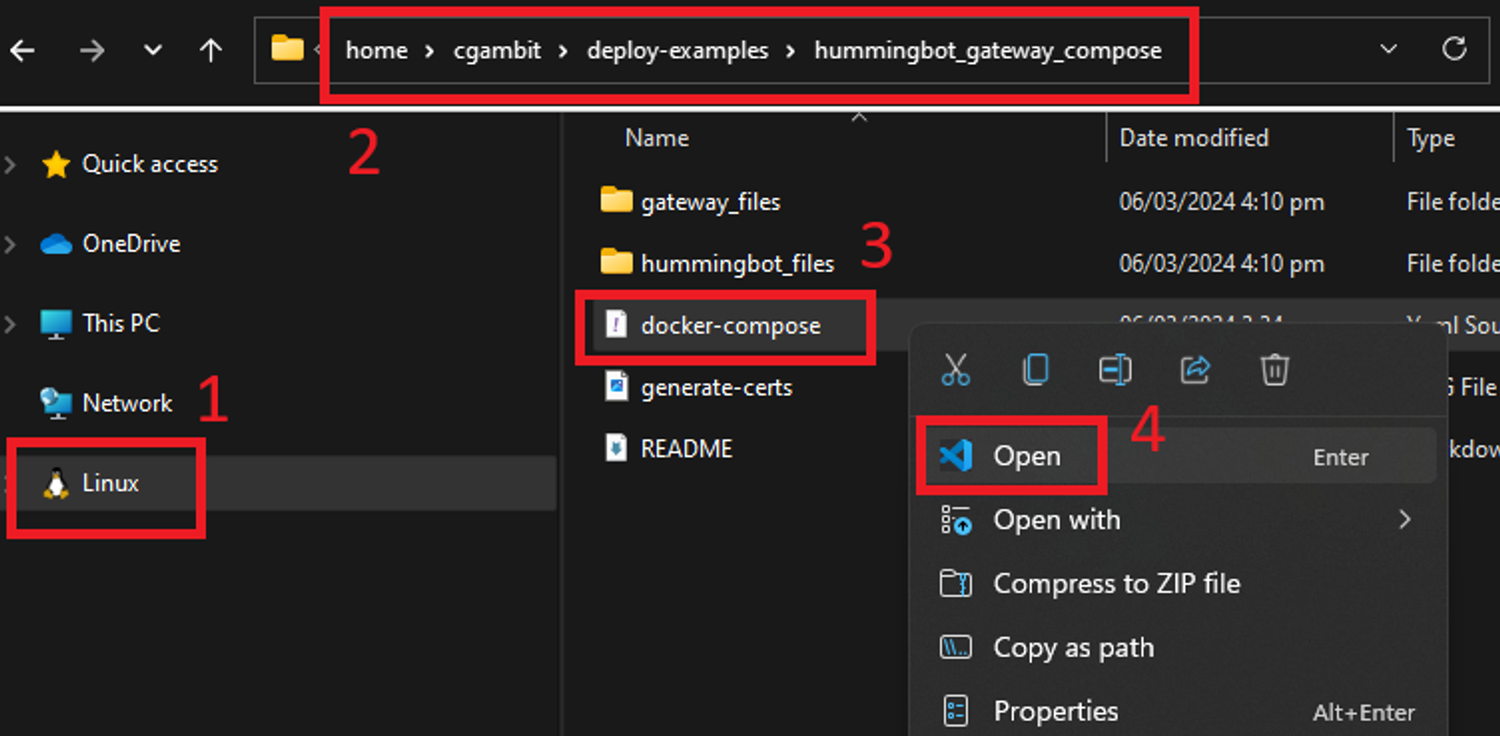 home > cgambit > deploy-examples > hummingbot_gateway_compose
2
Name Date modified Type
Quick access
gateway_files 06/03/2024 4:10 pm File folde
3
OneDrive
hummingbot_files 06/03/2024 4:10 pm File folde
This PC
docker-compose
Network 1
generate-certs File
4
Open Enter
README
Linux
Open with
Compress to ZIP file
Copy as path
Properties Alt+Enter